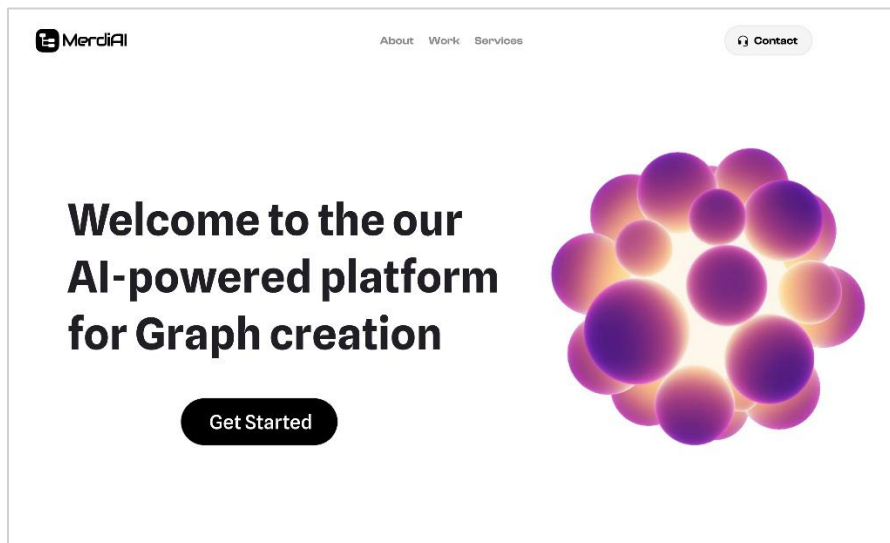 MerdiAI
About Work Services
Contact
Welcome to the our
AI-powered platform
for Graph creation
Get Started